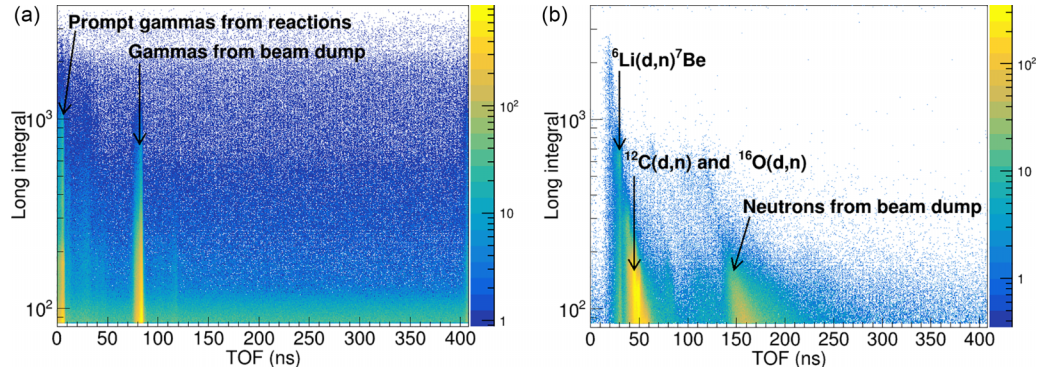 (a)
Prompt gammas from reactions
Gammas from beam dump
10³
10²
Long integral
0 50 100 150 200 250 300 350 400
TOF (ns)
10²
10
1
(b)
⁶Li(d,n)⁷Be
¹²C(d,n) and ¹⁶O(d,n)
Neutrons from beam dump
10³
10²
Long integral
0 50 100 150 200 250 300 350 400
TOF (ns)
10²
10
1